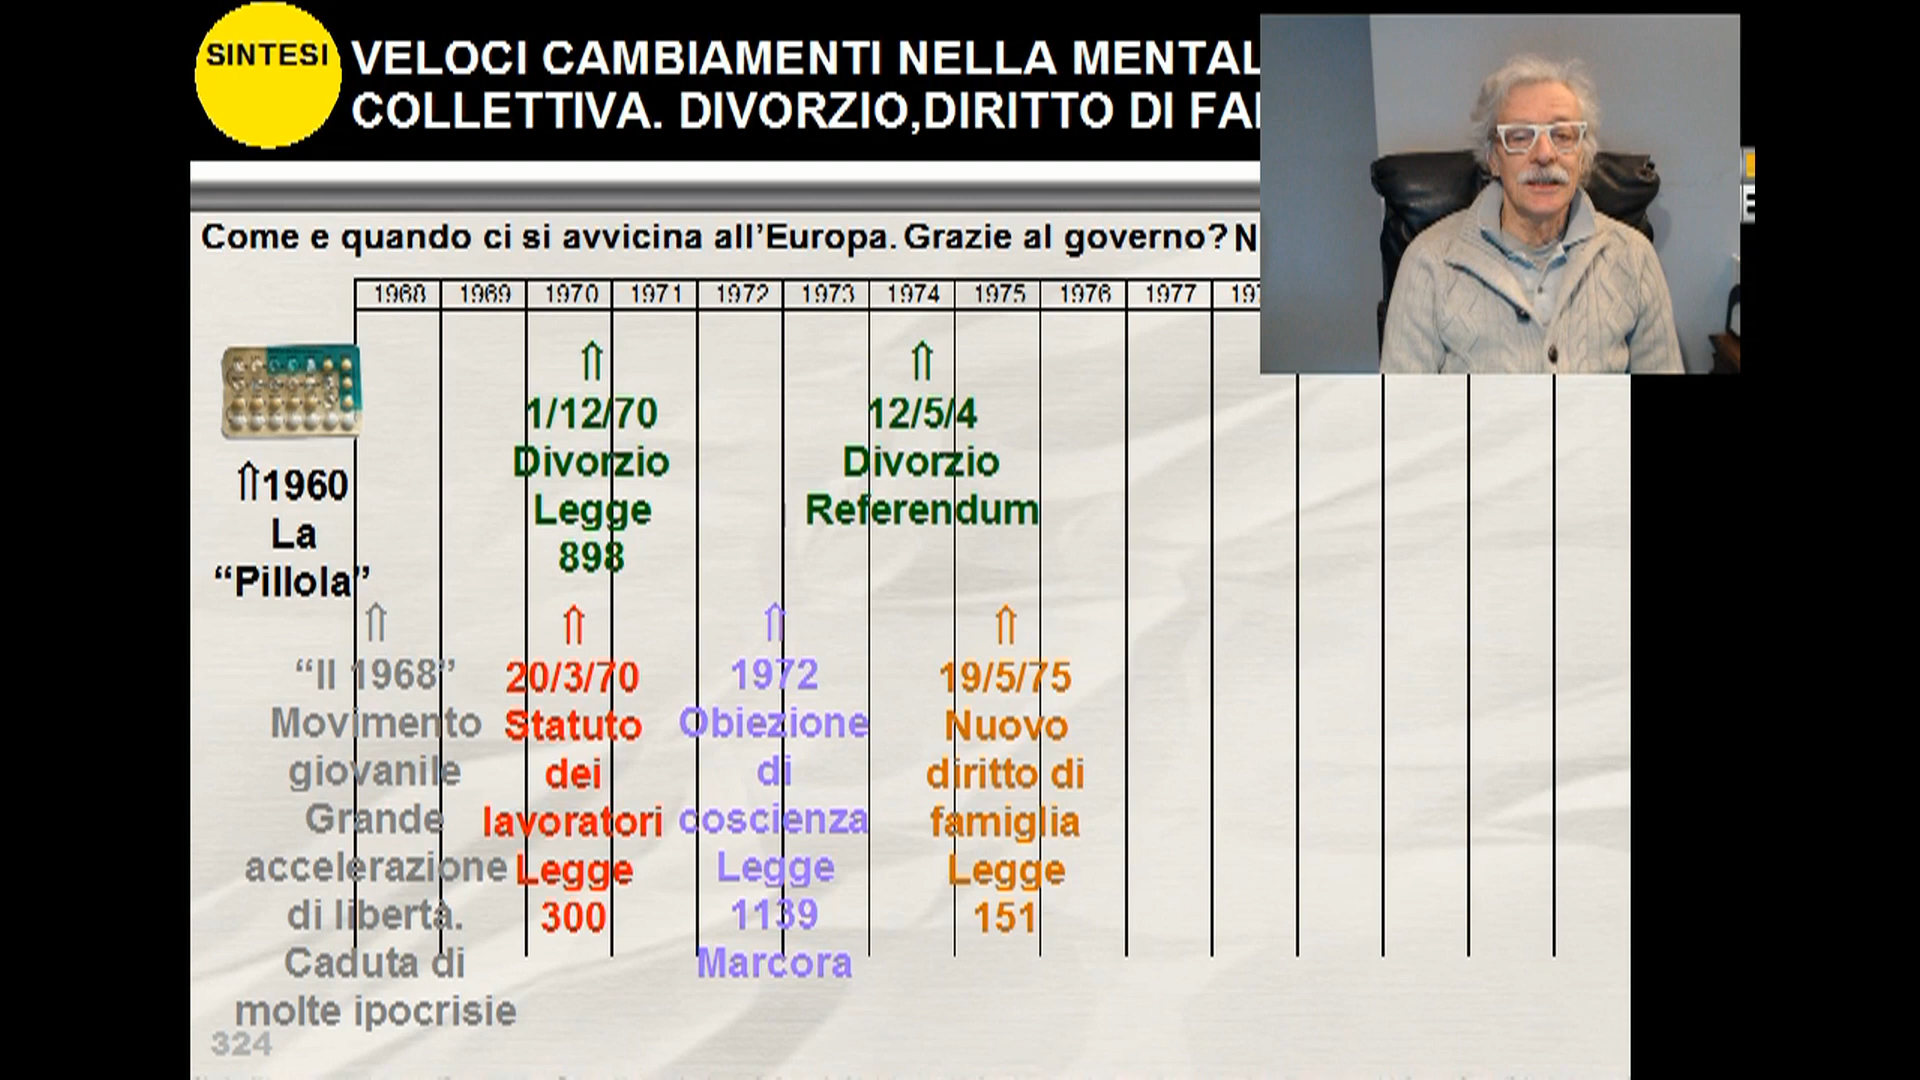 SINTESI
VELOCI CAMBIAMENTI NELLA MENTAL
COLLETTIVA. DIVORZIO,DIRITTO DI FA
Come e quando ci si avvicina all’Europa. Grazie al governo? N
1968 1969 1970 1971 1972 1973 1974 1975 1976 1977 197
⇑1960
La
“Pillola”
⇑
1/12/70
Divorzio
Legge
898
⇑
12/5/4
Divorzio
Referendum
⇑
“Il 1968”
Movimento
giovanile
Grande
accelerazione
di libertà.
Caduta di
molte ipocrisie
⇑
20/3/70
Statuto
dei
lavoratori
Legge
300
⇑
1972
Obiezione
di
coscienza
Legge
1139
Marcora
⇑
19/5/75
Nuovo
diritto di
famiglia
Legge
151
324